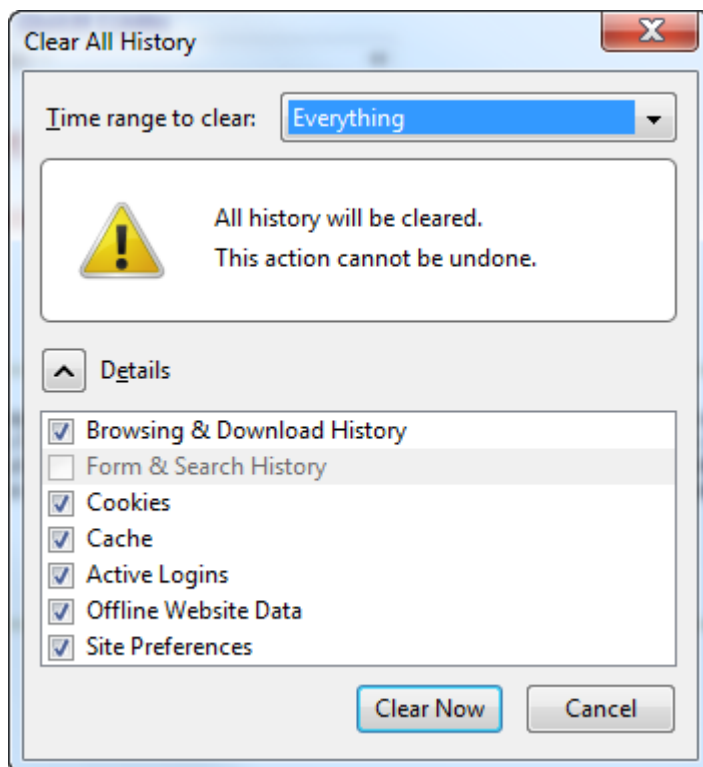 Clear All History
Time range to clear: Everything
All history will be cleared.
This action cannot be undone.
Details
Browsing & Download History
Form & Search History
Cookies
Cache
Active Logins
Offline Website Data
Site Preferences
Clear Now Cancel